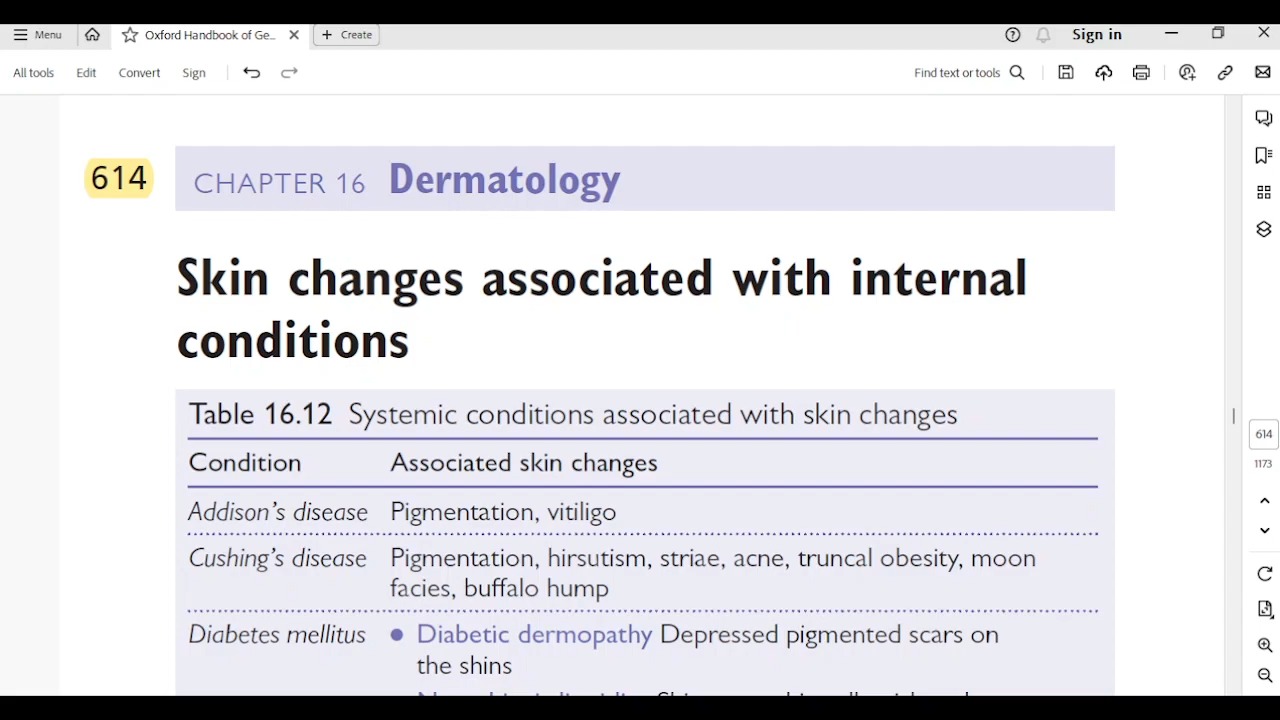 Menu
Oxford Handbook of Ge...
Create
Sign in
All tools Edit Convert Sign
Find text or tools
614 CHAPTER 16 Dermatology
Skin changes associated with internal
conditions
Table 16.12 Systemic conditions associated with skin changes
Condition Associated skin changes
Addison's disease Pigmentation, vitiligo
Cushing's disease Pigmentation, hirsutism, striae, acne, truncal obesity, moon
facies, buffalo hump
Diabetes mellitus • Diabetic dermopathy Depressed pigmented scars on
the shins
614
1173